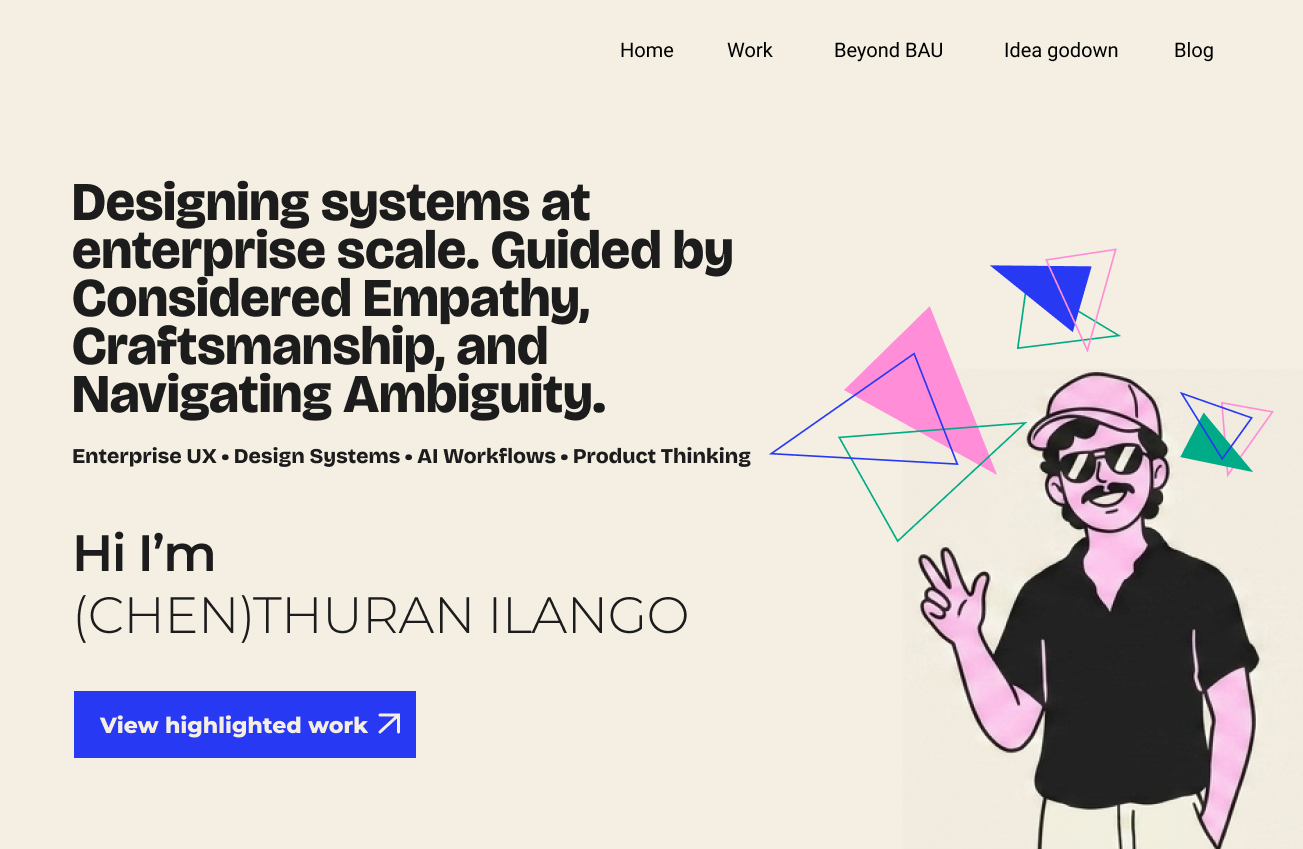 Home Work Beyond BAU Idea godown Blog
Designing systems at
enterprise scale. Guided by
Considered Empathy,
Craftsmanship, and
Navigating Ambiguity.
Enterprise UX • Design Systems • AI Workflows • Product Thinking
Hi I’m
(CHEN)THURAN ILANGO
View highlighted work